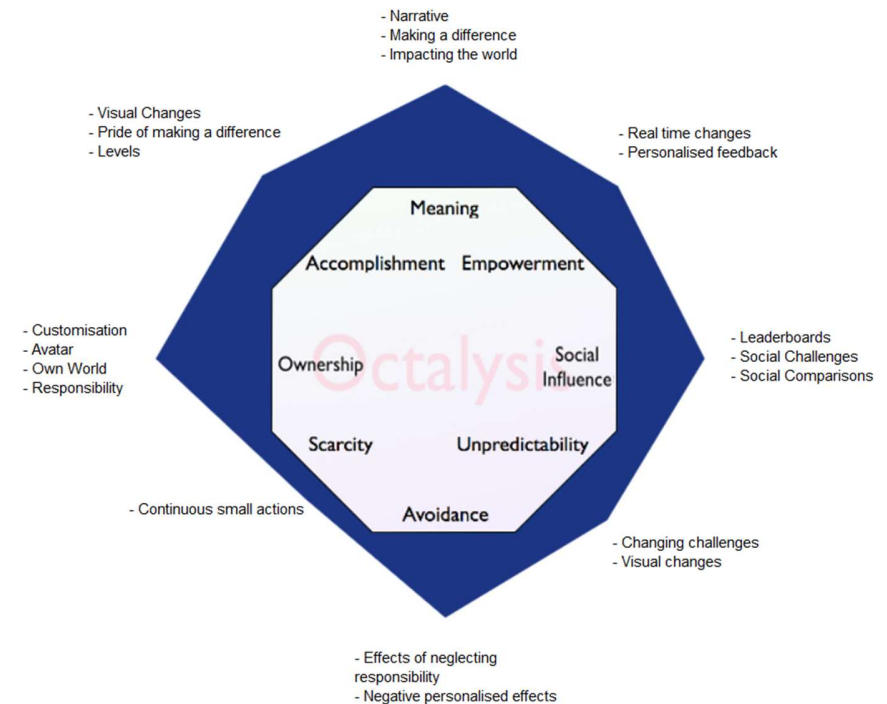 - Narrative
- Making a difference
- Impacting the world
- Visual Changes
- Pride of making a difference
- Levels
- Real time changes
- Personalised feedback
Meaning
Accomplishment
Empowerment
- Customisation
- Avatar
- Own World
- Responsibility
Ownership
Octalysis
Social
Influence
- Leaderboards
- Social Challenges
- Social Comparisons
Scarcity
Unpredictability
- Continuous small actions
Avoidance
- Changing challenges
- Visual changes
- Effects of neglecting
responsibility
- Negative personalised effects